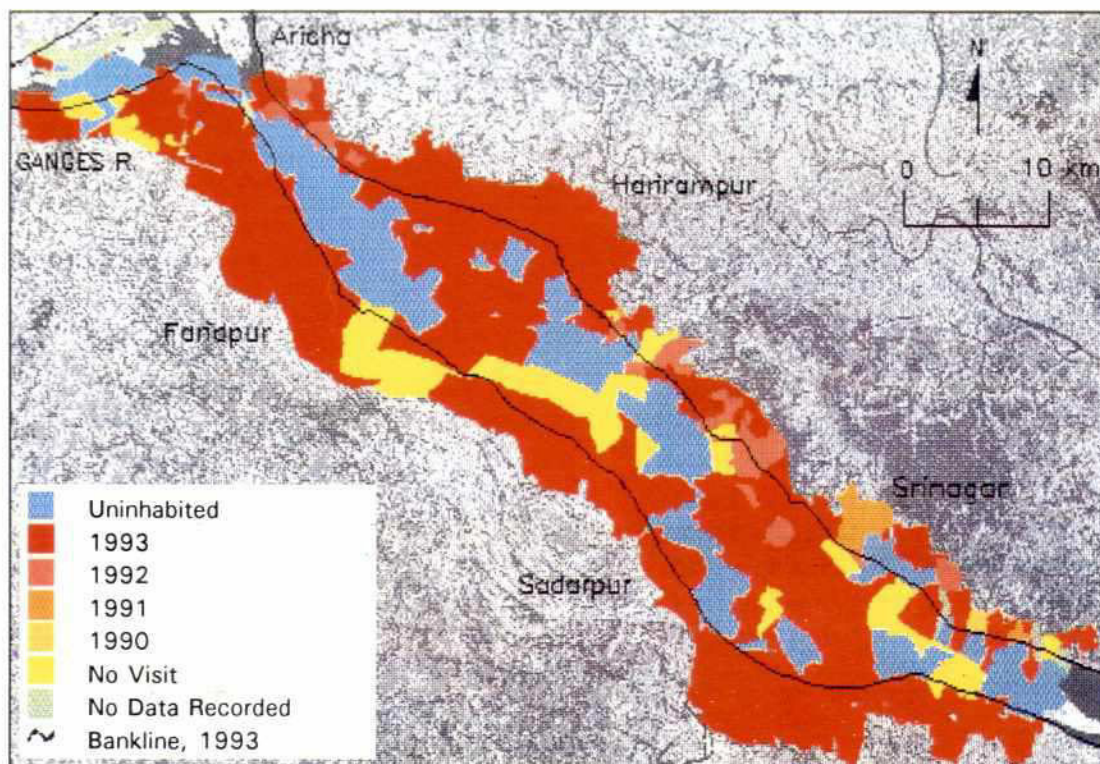 Aricha
N
GANGES R.
Harirampur
0 10 km
Faridpur
Srinagar
Sadarpur
Uninhabited
1993
1992
1991
1990
No Visit
No Data Recorded
Bankline, 1993